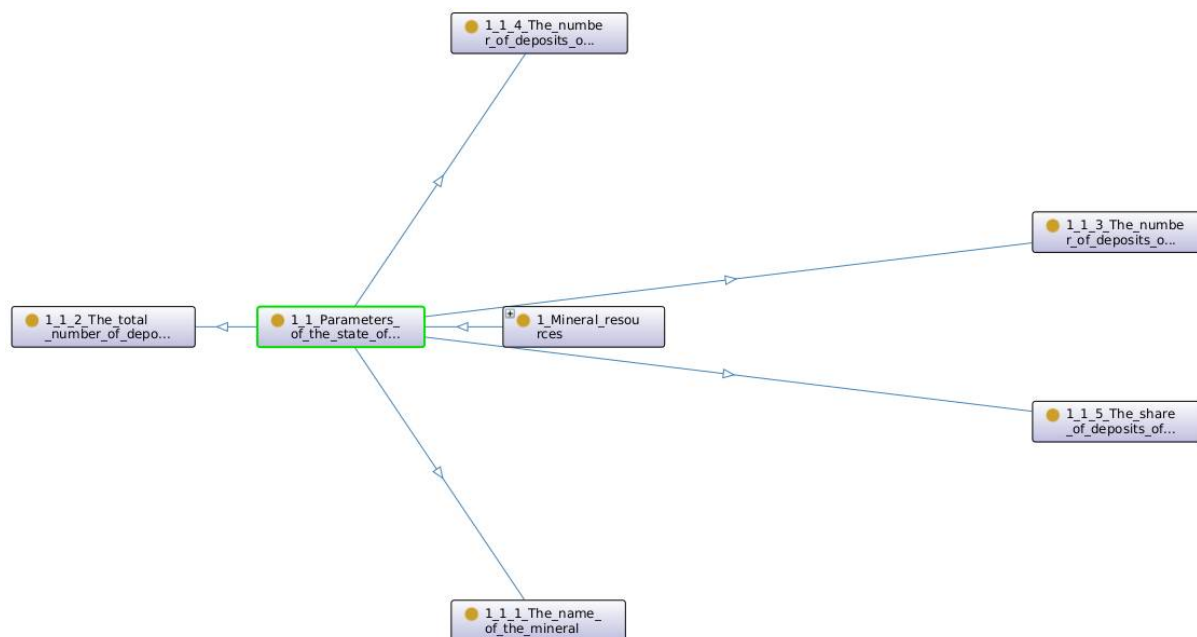 1_1_4_The_numbe
r_of_deposits_o...
1_1_3_The_numbe
r_of_deposits_o...
1_1_2_The_total
_number_of_depo...
1_1_Parameters_
of_the_state_of...
1_Mineral_resou
rces
1_1_5_The_share
_of_deposits_of...
1_1_1_The_name_
of_the_mineral